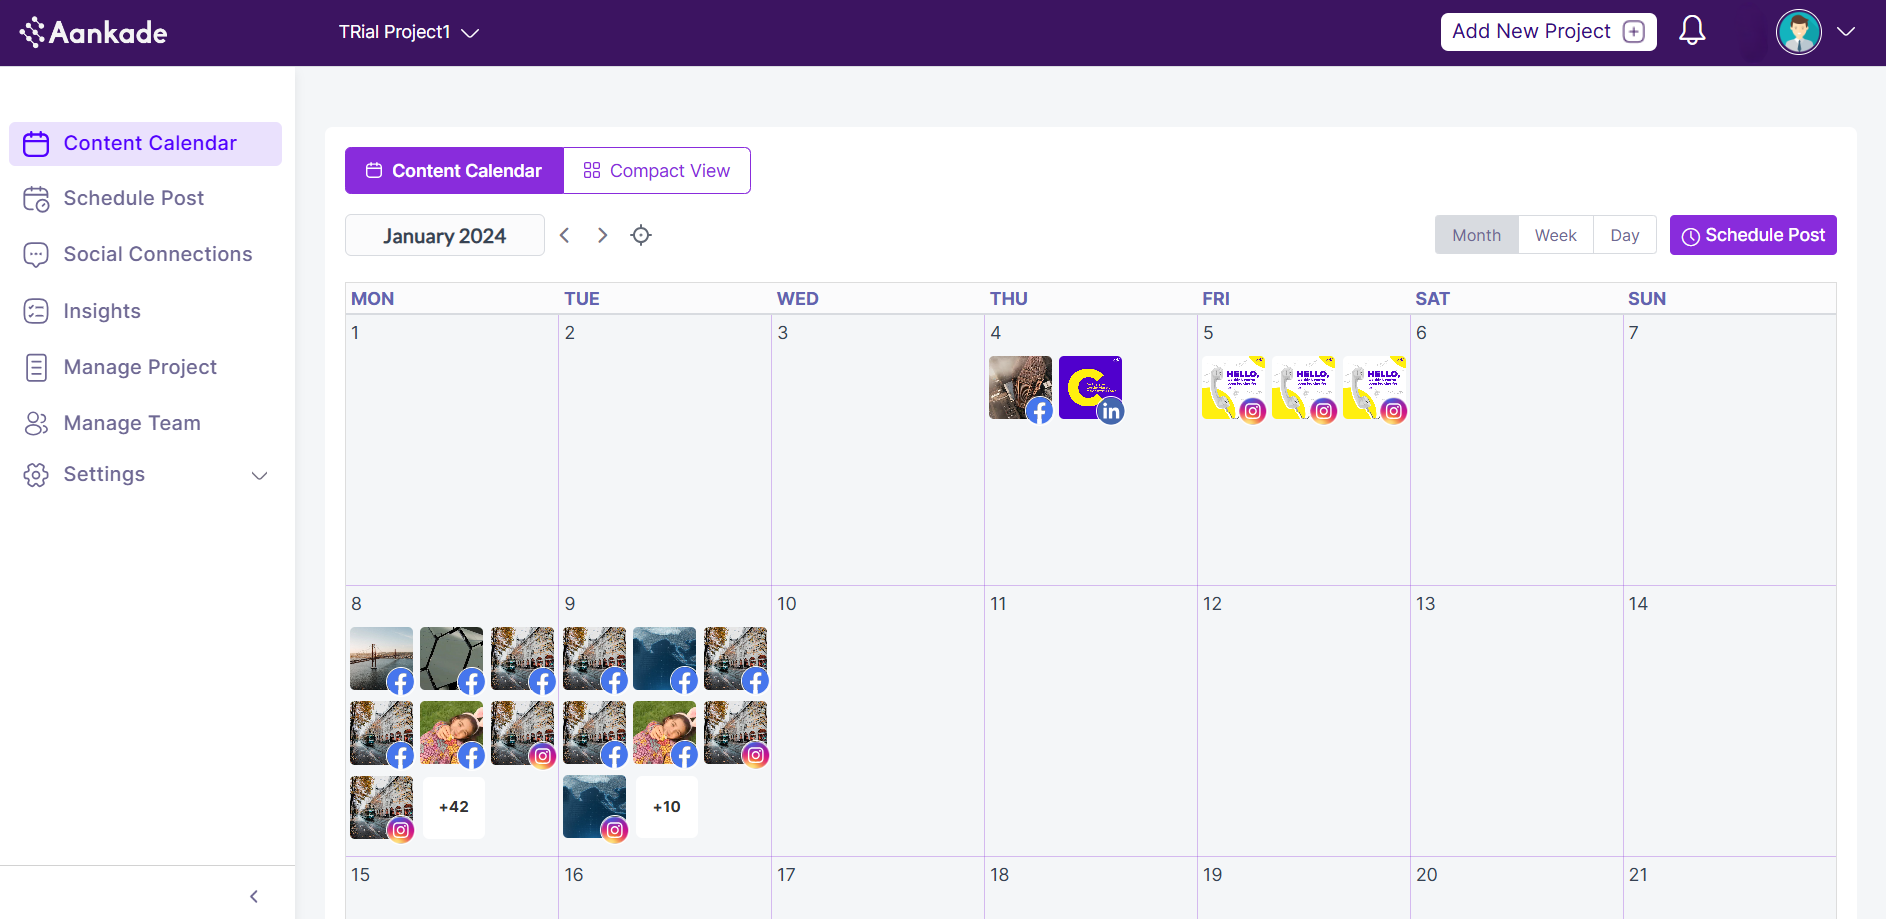 Aankade
TRial Project1
Add New Project
Content Calendar
Schedule Post
Social Connections
Insights
Manage Project
Manage Team
Settings
Content Calendar
Compact View
January 2024
Month
Week
Day
Schedule Post
MON
TUE
WED
THU
FRI
SAT
SUN
1
2
3
4
5
6
7
HELLO,
HELLO,
HELLO,
8
9
10
11
12
13
14
+42
+10
15
16
17
18
19
20
21